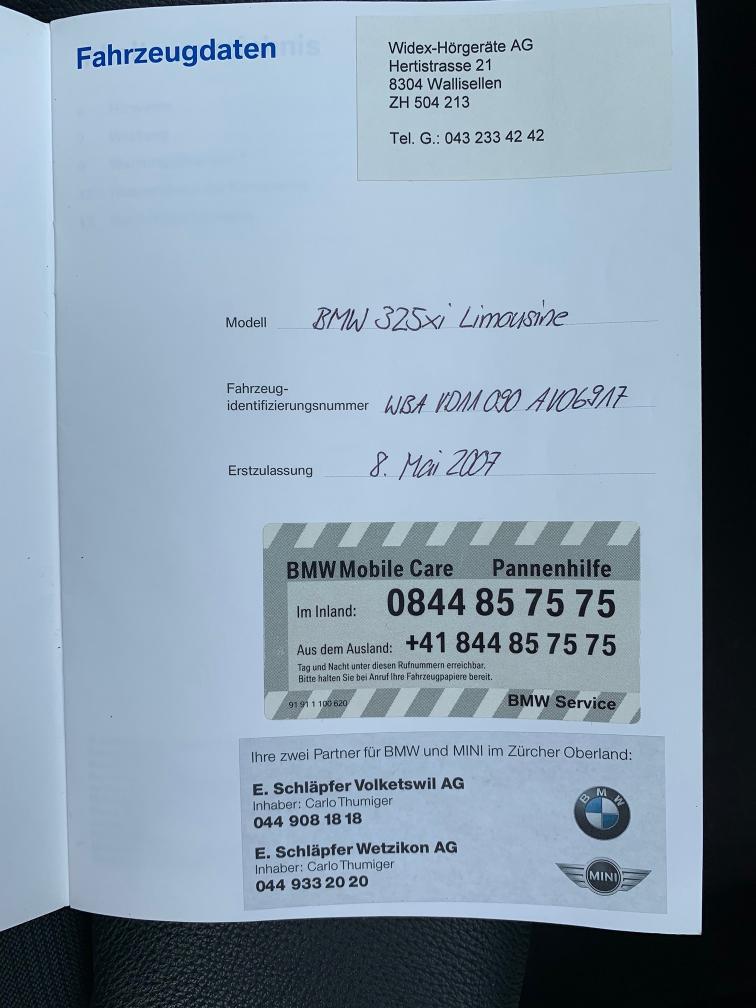 Fahrzeugdaten
Widex-Hörgeräte AG
Hertistrasse 21
8304 Wallisellen
ZH 504 213
Tel. G.: 043 233 42 42
Modell BMW 325xi Limousine
Fahrzeug-
identifizierungsnummer WBA VD11 090 AV06917
Erstzulassung 8. Mai 2007
BMW Mobile Care Pannenhilfe
Im Inland: 0844 85 75 75
Aus dem Ausland: +41 844 85 75 75
Tag und Nacht unter diesen Rufnummern erreichbar.
Bitte halten Sie bei Anruf Ihre Fahrzeugpapiere bereit.
91 91 1 100 620 BMW Service
Ihre zwei Partner für BMW und MINI im Zürcher Oberland:
E. Schläpfer Volketswil AG
Inhaber: Carlo Thumiger
044 908 18 18
BMW
E. Schläpfer Wetzikon AG
Inhaber: Carlo Thumiger
044 933 20 20
MINI